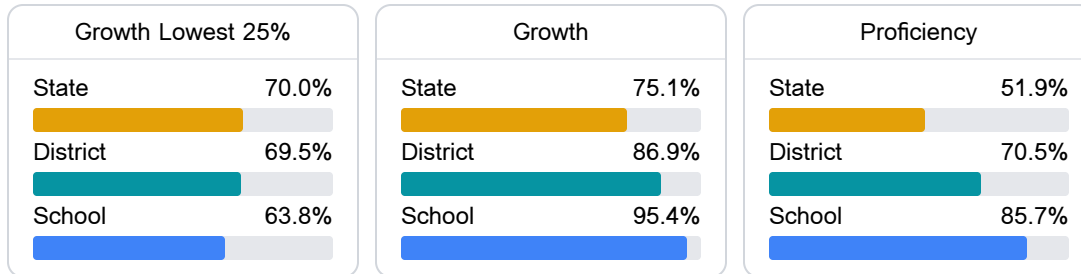 Growth Lowest 25%
State 70.0%
District 69.5%
School 63.8%
Growth
State 75.1%
District 86.9%
School 95.4%
Proficiency
State 51.9%
District 70.5%
School 85.7%